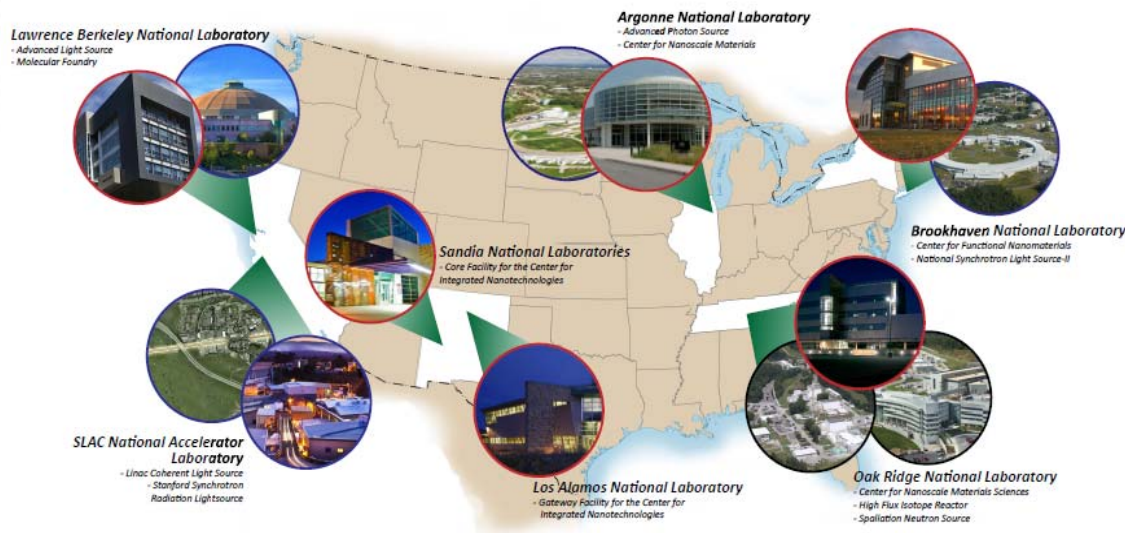 Lawrence Berkeley National Laboratory
- Advanced Light Source
- Molecular Foundry
Argonne National Laboratory
- Advanced Photon Source
- Center for Nanoscale Materials
Brookhaven National Laboratory
- Center for Functional Nanomaterials
- National Synchrotron Light Source-II
Sandia National Laboratories
- Core Facility for the Center for
Integrated Nanotechnologies
SLAC National Accelerator
Laboratory
- Linac Coherent Light Source
- Stanford Synchrotron
Radiation Lightsource
Los Alamos National Laboratory
- Gateway Facility for the Center for
Integrated Nanotechnologies
Oak Ridge National Laboratory
- Center for Nanoscale Materials Sciences
- High Flux Isotope Reactor
- Spallation Neutron Source